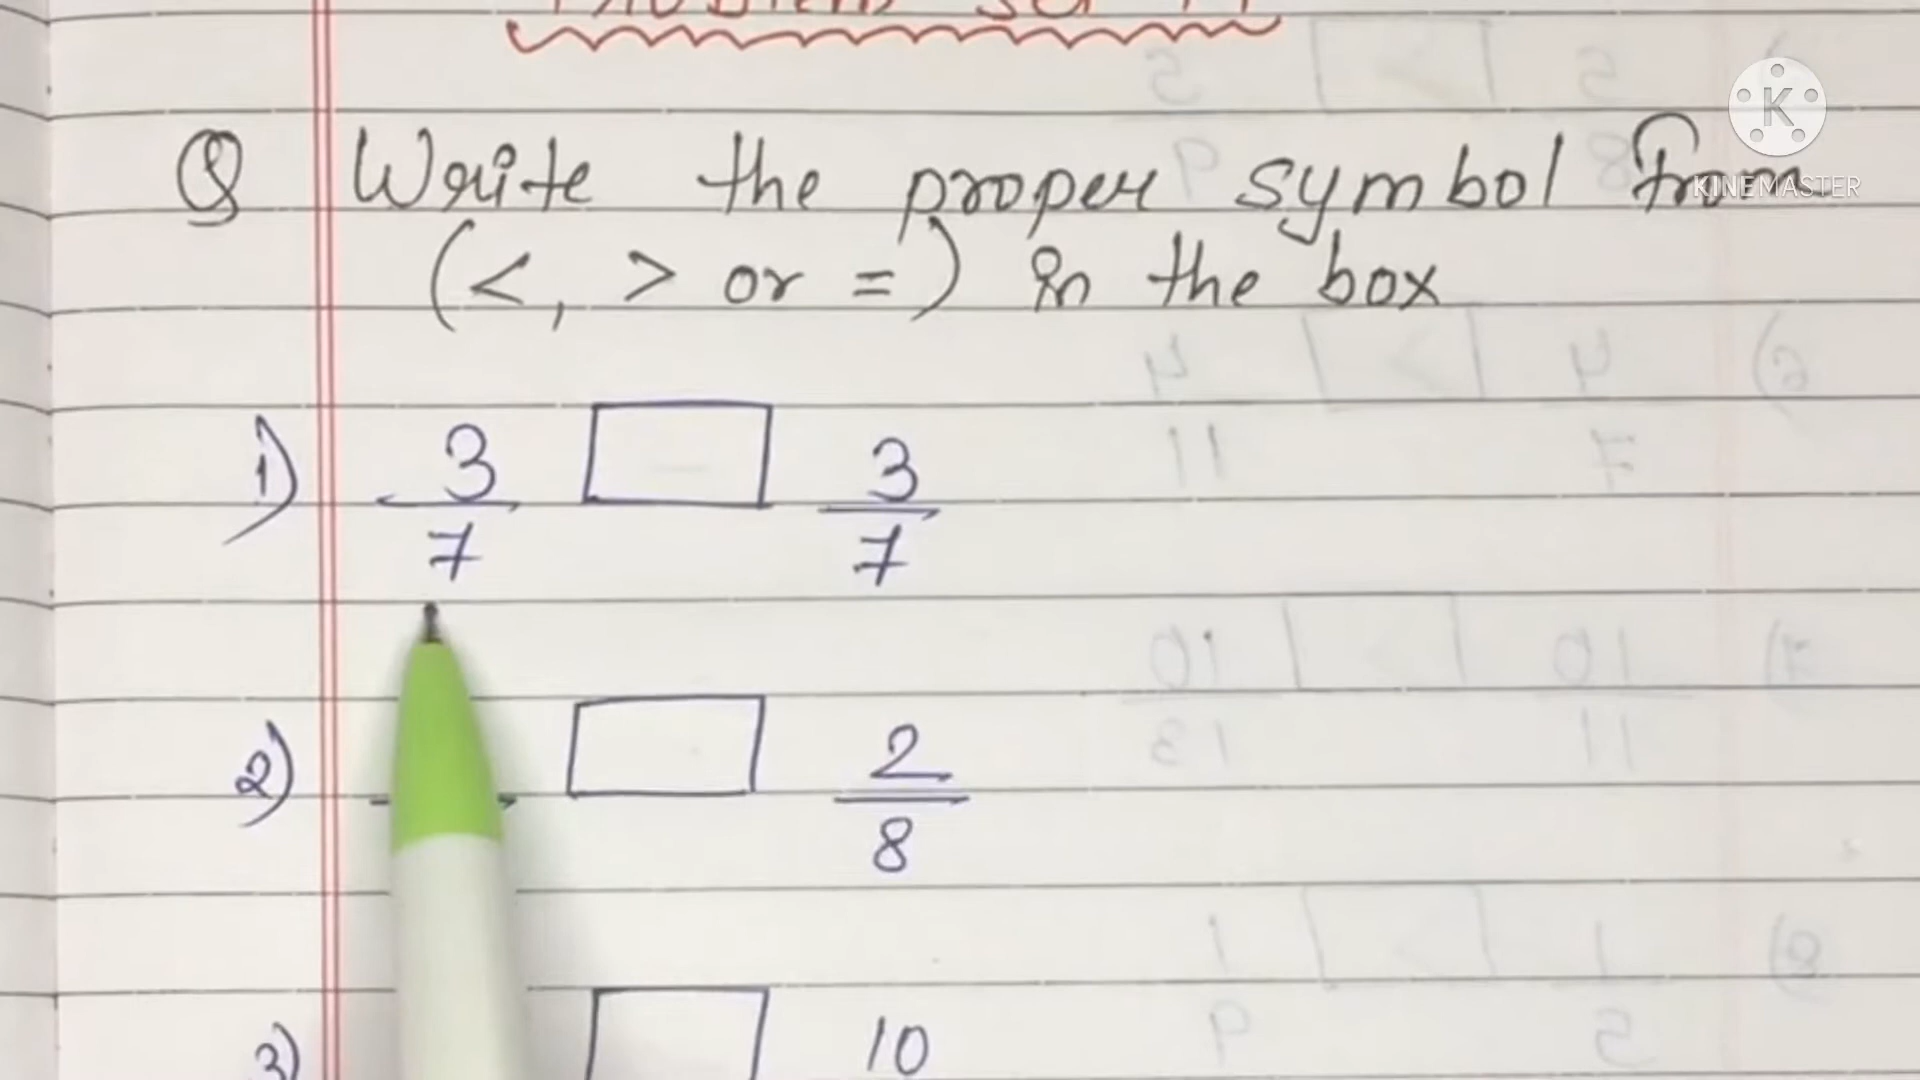 Q Write the proper symbol from
(<, > or =) in the box
1) 3/7 □ 3/7
2) □ 2/8
3) □ 10
K
KINEMASTER